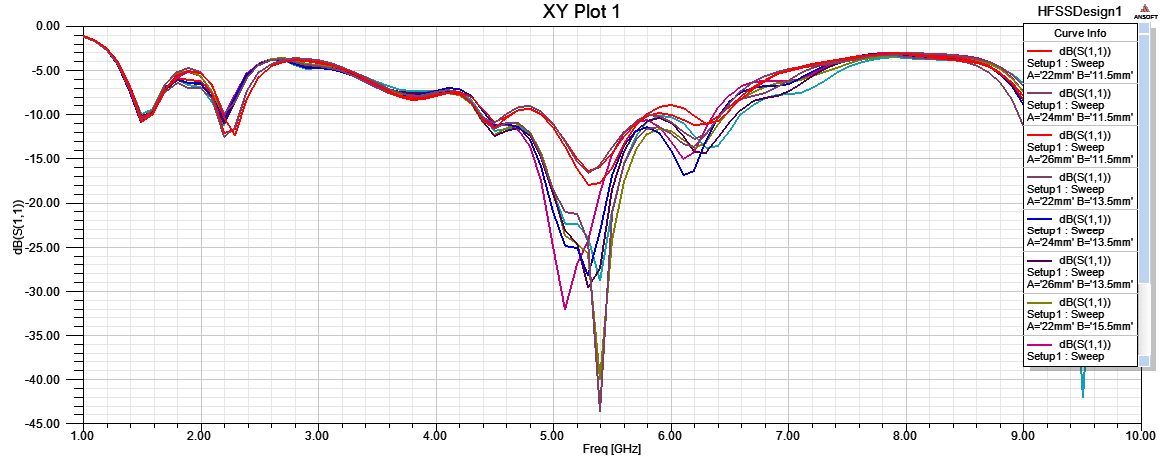 XY Plot 1
HFSSDesign1
ANSOFT
Curve Info
dB(S(1,1))
Setup1 : Sweep
A='22mm' B='11.5mm'
dB(S(1,1))
Setup1 : Sweep
A='24mm' B='11.5mm'
dB(S(1,1))
Setup1 : Sweep
A='26mm' B='11.5mm'
dB(S(1,1))
Setup1 : Sweep
A='22mm' B='13.5mm'
dB(S(1,1))
Setup1 : Sweep
A='24mm' B='13.5mm'
dB(S(1,1))
Setup1 : Sweep
A='26mm' B='13.5mm'
dB(S(1,1))
Setup1 : Sweep
A='22mm' B='15.5mm'
dB(S(1,1))
Setup1 : Sweep
0.00
-5.00
-10.00
-15.00
-20.00
-25.00
-30.00
-35.00
-40.00
-45.00
dB(S(1,1))
1.00 2.00 3.00 4.00 5.00 6.00 7.00 8.00 9.00 10.00
Freq [GHz]